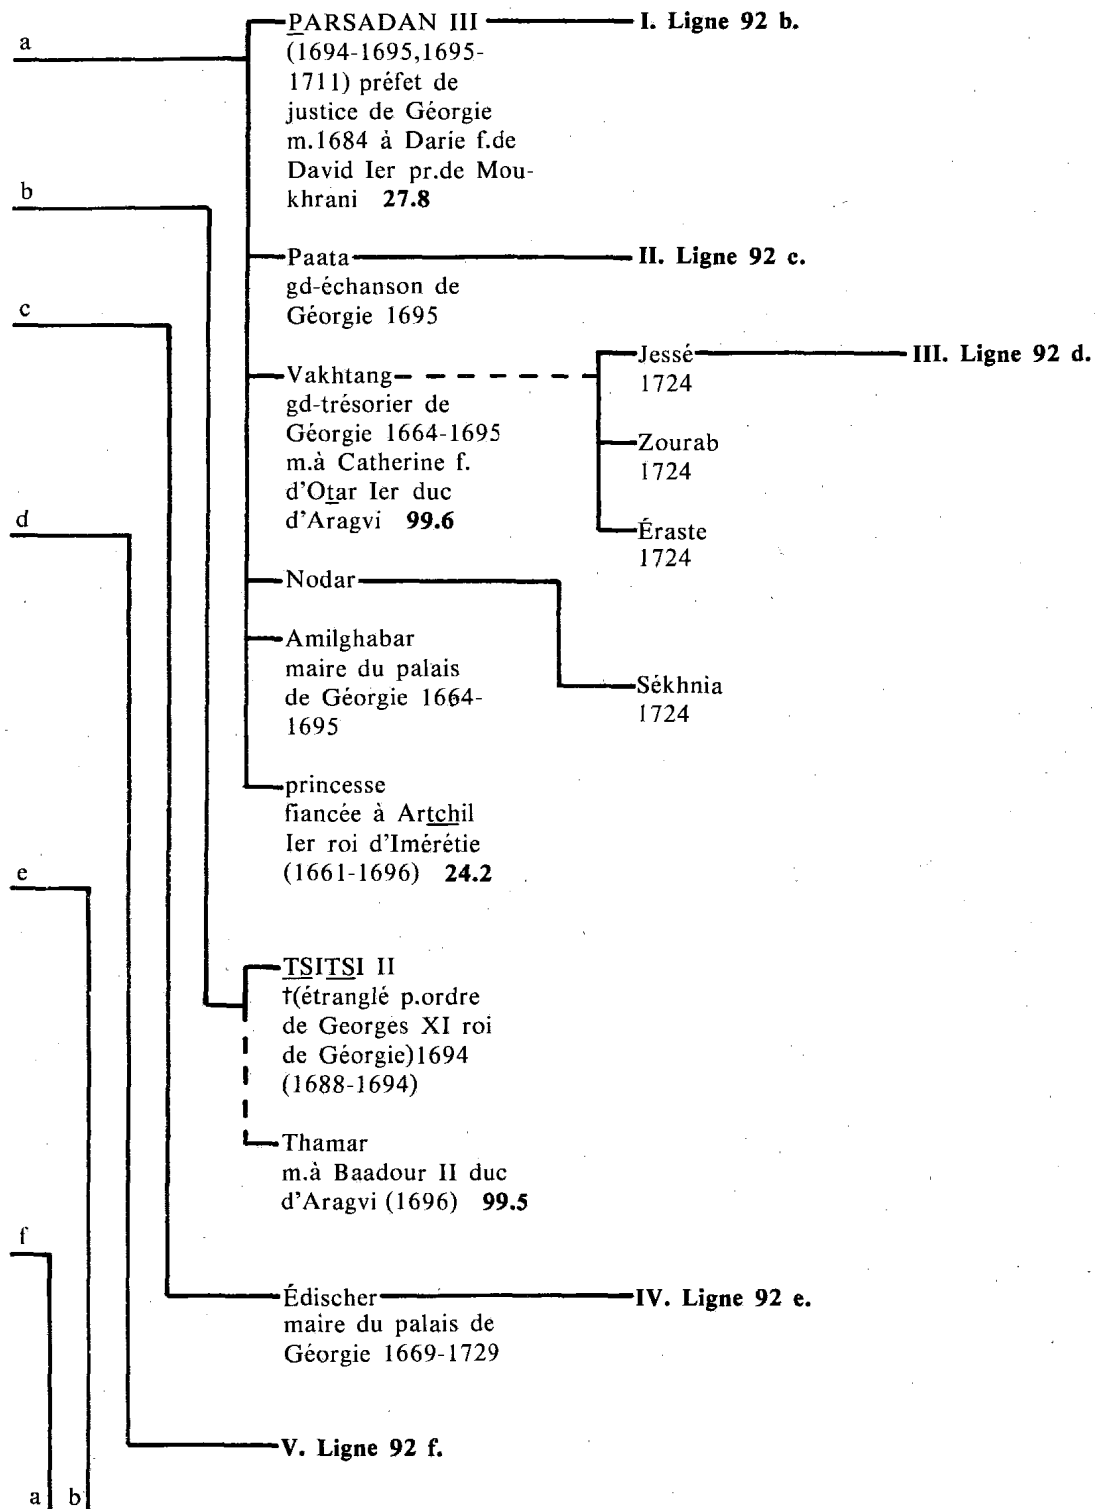 PARSADAN III
I. Ligne 92 b.
a
(1694-1695,1695-
1711) préfet de
justice de Géorgie
m.1684 à Darie f.de
David Ier pr.de Mou-
khrani 27.8
b
Paata
II. Ligne 92 c.
gd-échanson de
Géorgie 1695
c
Vakhtang
gd-trésorier de
Géorgie 1664-1695
m.à Catherine f.
d'Otar Ier duc
d'Aragvi 99.6
Jessé
1724
III. Ligne 92 d.
Zourab
1724
Éraste
1724
d
Nodar
Amilghabar
maire du palais
de Géorgie 1664-
1695
Sékhnia
1724
princesse
fiancée à Artchil
Ier roi d'Imérétie
(1661-1696) 24.2
e
TSITSI II
†(étranglé p.ordre
de Georges XI roi
de Géorgie)1694
(1688-1694)
Thamar
m.à Baadour II duc
d'Aragvi (1696) 99.5
f
Édischer
IV. Ligne 92 e.
maire du palais de
Géorgie 1669-1729
V. Ligne 92 f.
a b